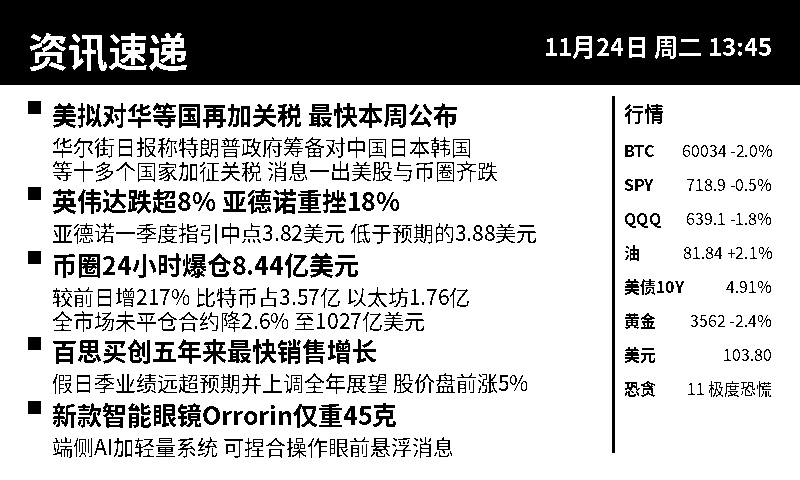 资讯速递
11月24日 周二 13:45
美拟对华等国再加关税 最快本周公布
华尔街日报称特朗普政府筹备对中国日本韩国
等十多个国家加征关税 消息一出美股与币圈齐跌
英伟达跌超8% 亚德诺重挫18%
亚德诺一季度指引中点3.82美元 低于预期的3.88美元
币圈24小时爆仓8.44亿美元
较前日增217% 比特币占3.57亿 以太坊1.76亿
全市场未平仓合约降2.6% 至1027亿美元
百思买创五年来最快销售增长
假日季业绩远超预期并上调全年展望 股价盘前涨5%
新款智能眼镜Orrorin仅重45克
端侧AI加轻量系统 可捏合操作眼前悬浮消息
行情
BTC 60034 -2.0%
SPY 718.9 -0.5%
QQQ 639.1 -1.8%
油 81.84 +2.1%
美债10Y 4.91%
黄金 3562 -2.4%
美元 103.80
恐贪 11 极度恐慌